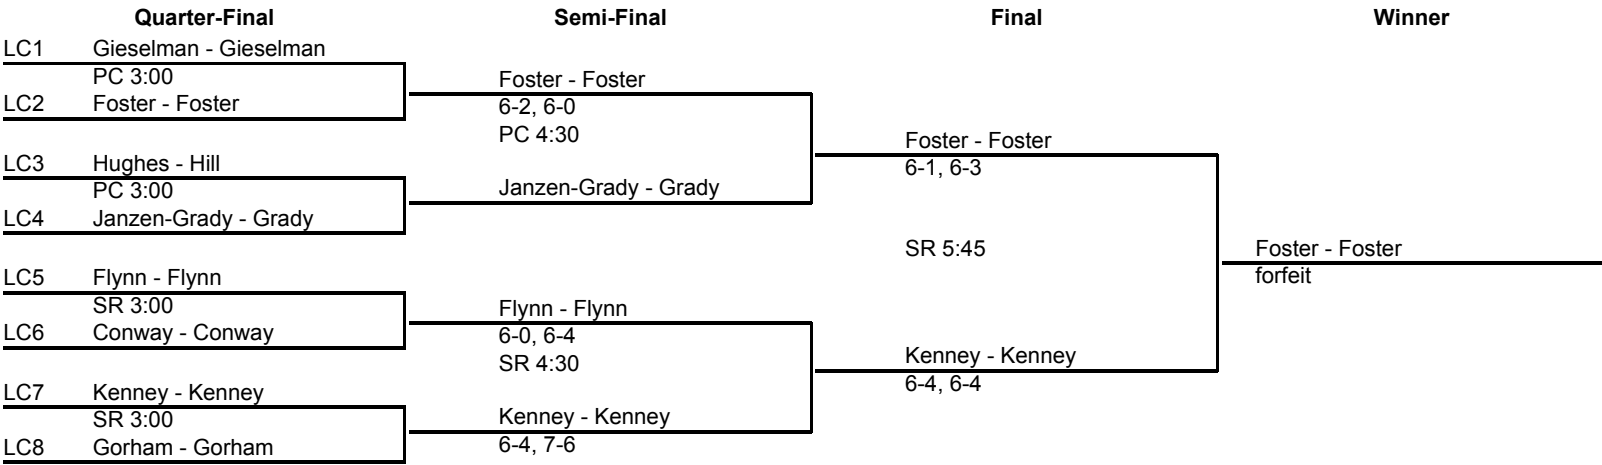 Quarter-Final Semi-Final Final Winner
LC1 Gieselman - Gieselman
PC 3:00
LC2 Foster - Foster
Foster - Foster
6-2, 6-0
PC 4:30
LC3 Hughes - Hill
PC 3:00
LC4 Janzen-Grady - Grady
Janzen-Grady - Grady
Foster - Foster
6-1, 6-3
SR 5:45
Foster - Foster
forfeit
LC5 Flynn - Flynn
SR 3:00
LC6 Conway - Conway
Flynn - Flynn
6-0, 6-4
SR 4:30
LC7 Kenney - Kenney
SR 3:00
LC8 Gorham - Gorham
Kenney - Kenney
6-4, 7-6
Kenney - Kenney
6-4, 6-4